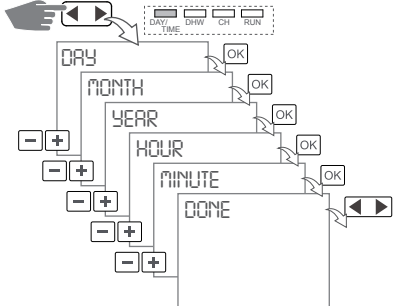 DAY/
TIME DHW CH RUN
DAY
OK
MONTH
OK
YEAR
OK
HOUR
OK
MINUTE
OK
DONE